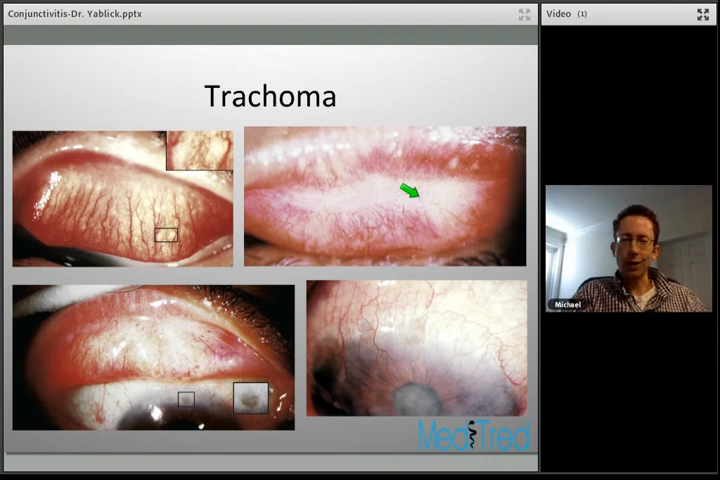 Conjunctivitis-Dr. Yablick.pptx
Video (1)
Trachoma
Michael
MediTred